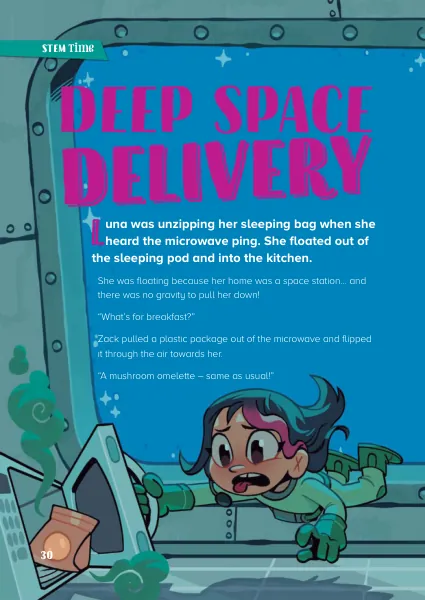 STEM Time
DEEP SPACE
DELIVERY
Luna was unzipping her sleeping bag when she
heard the microwave ping. She floated out of
the sleeping pod and into the kitchen.
She was floating because her home was a space station... and
there was no gravity to pull her down!
“What’s for breakfast?”
Zack pulled a plastic package out of the microwave and flipped
it through the air towards her.
“A mushroom omelette – same as usual!”
30